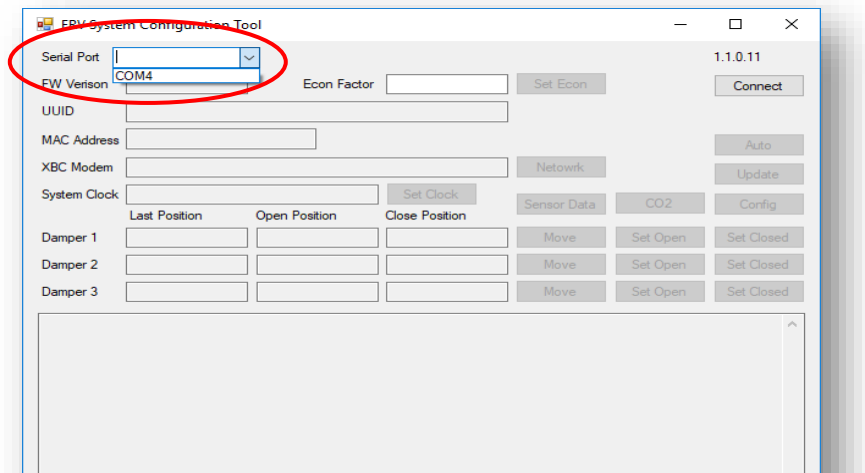 ERV System Configuration Tool
Serial Port
1.1.0.11
COM4
FW Verison
Econ Factor
Set Econ
Connect
UUID
MAC Address
Auto
XBC Modem
Netowrk
Update
System Clock
Set Clock
Sensor Data
CO2
Config
Last Position
Open Position
Close Position
Damper 1
Move
Set Open
Set Closed
Damper 2
Move
Set Open
Set Closed
Damper 3
Move
Set Open
Set Closed